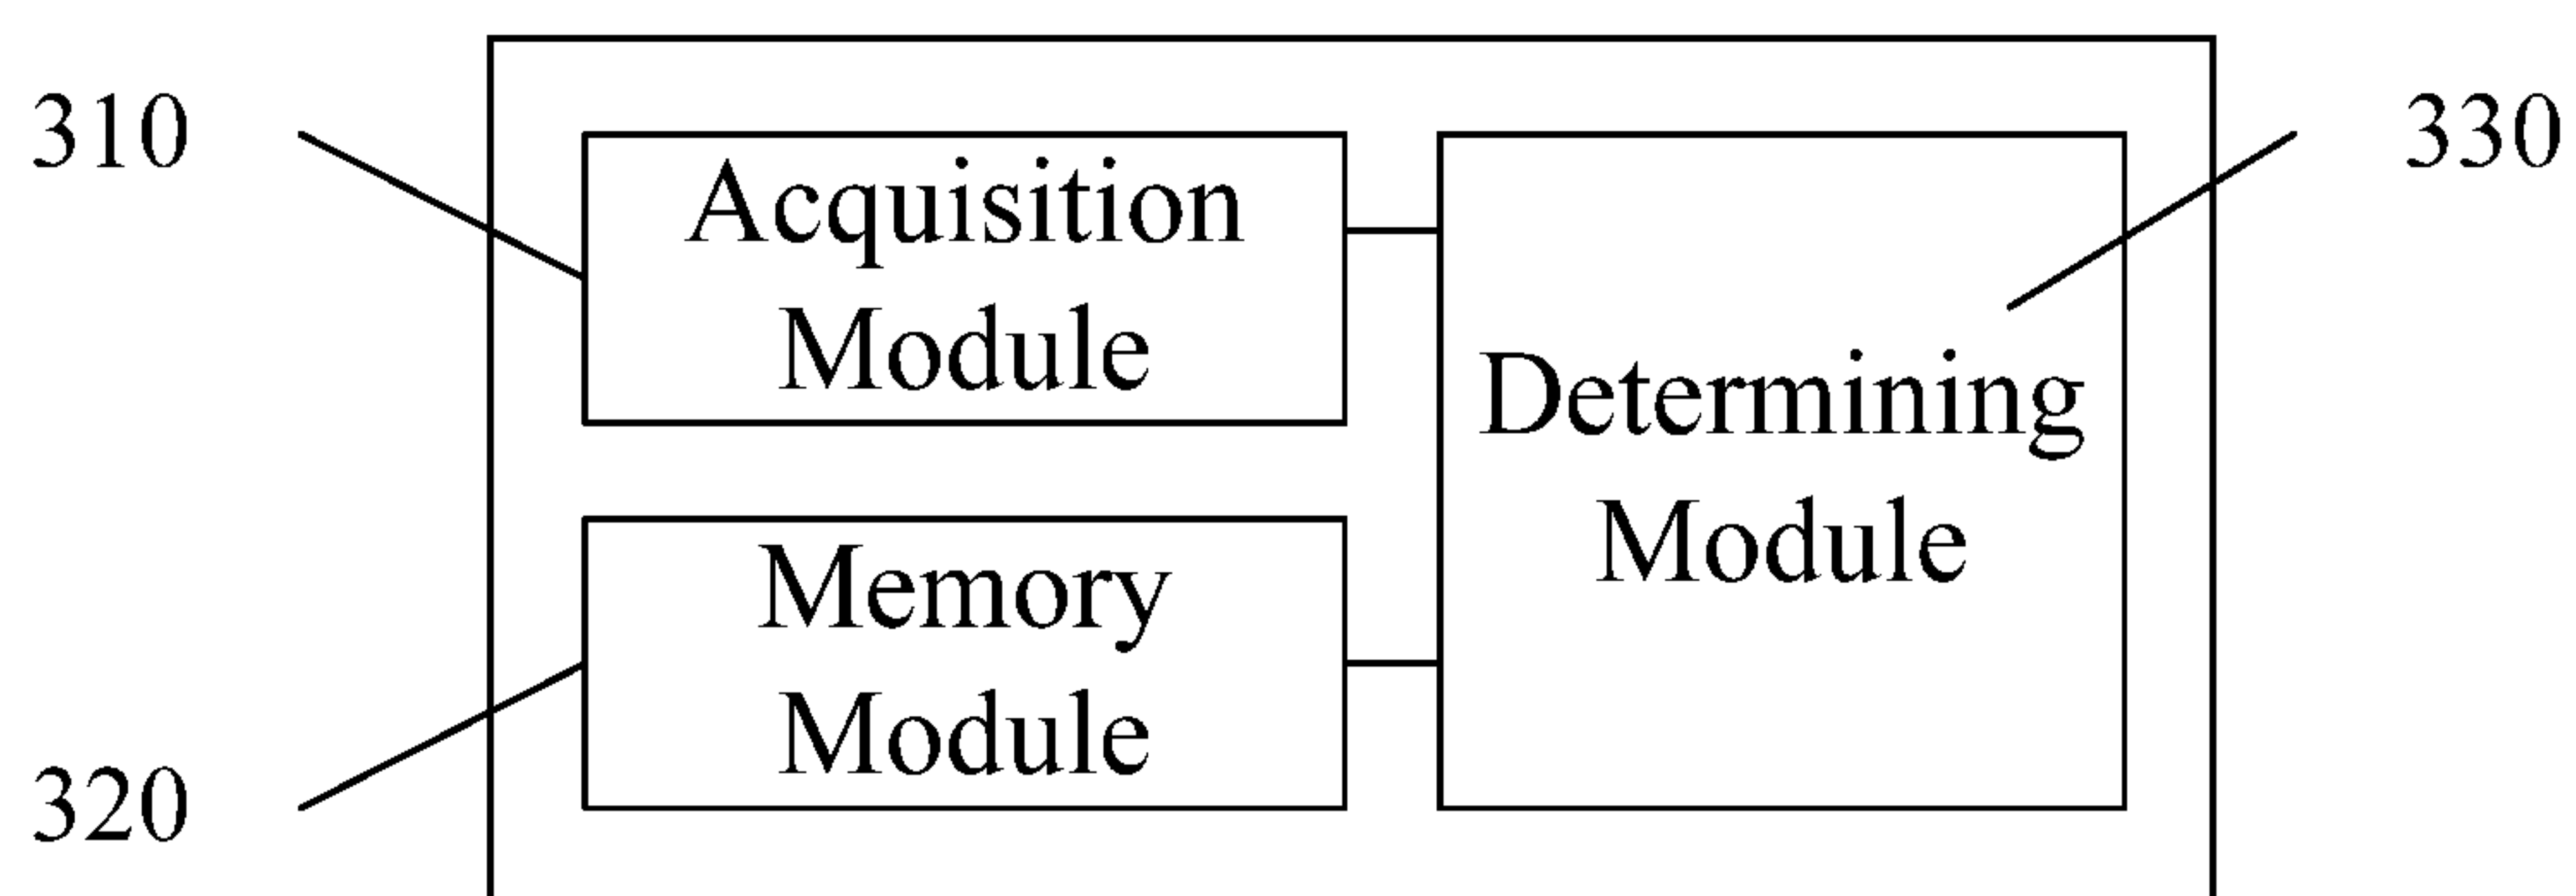 310
Acquisition
Module
330
Determining
Module
Memory
Module
320